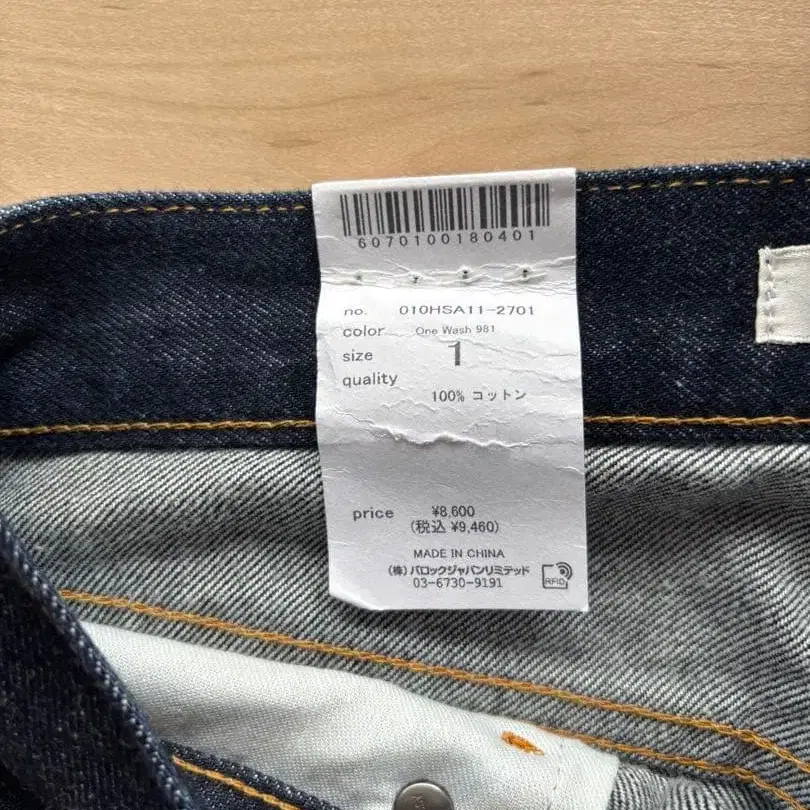 6070100180401
no. 010HSA11-2701
color One Wash 981
size 1
quality
100% コットン
price ¥8,600
(税込 ¥9,460)
MADE IN CHINA
(株) バロックジャパンリミテッド
03-6730-9191
RFID